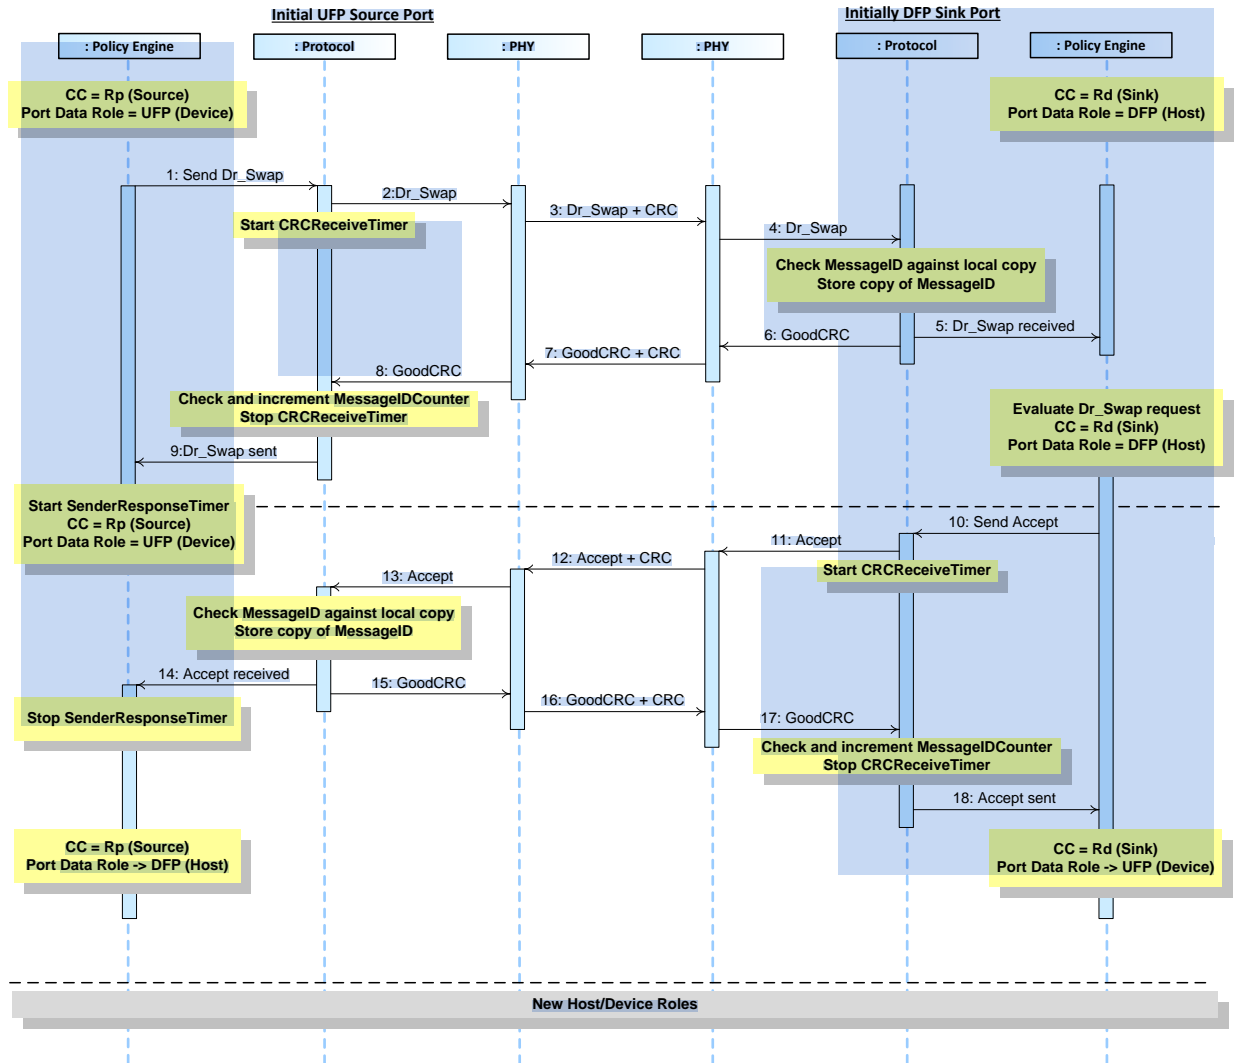 Initial UFP Source Port
Initially DFP Sink Port
: Policy Engine
: Protocol
: PHY
: PHY
: Protocol
: Policy Engine
CC = Rp (Source)
Port Data Role = UFP (Device)
CC = Rd (Sink)
Port Data Role = DFP (Host)
1: Send Dr_Swap
2:Dr_Swap
Start CRCReceiveTimer
3: Dr_Swap + CRC
4: Dr_Swap
Check MessageID against local copy
Store copy of MessageID
5: Dr_Swap received
6: GoodCRC
7: GoodCRC + CRC
8: GoodCRC
Check and increment MessageIDCounter
Stop CRCReceiveTimer
9:Dr_Swap sent
Evaluate Dr_Swap request
CC = Rd (Sink)
Port Data Role = DFP (Host)
Start SenderResponseTimer
CC = Rp (Source)
Port Data Role = UFP (Device)
10: Send Accept
11: Accept
Start CRCReceiveTimer
12: Accept + CRC
13: Accept
Check MessageID against local copy
Store copy of MessageID
14: Accept received
15: GoodCRC
Stop SenderResponseTimer
16: GoodCRC + CRC
17: GoodCRC
Check and increment MessageIDCounter
Stop CRCReceiveTimer
18: Accept sent
CC = Rp (Source)
Port Data Role -> DFP (Host)
CC = Rd (Sink)
Port Data Role -> UFP (Device)
New Host/Device Roles